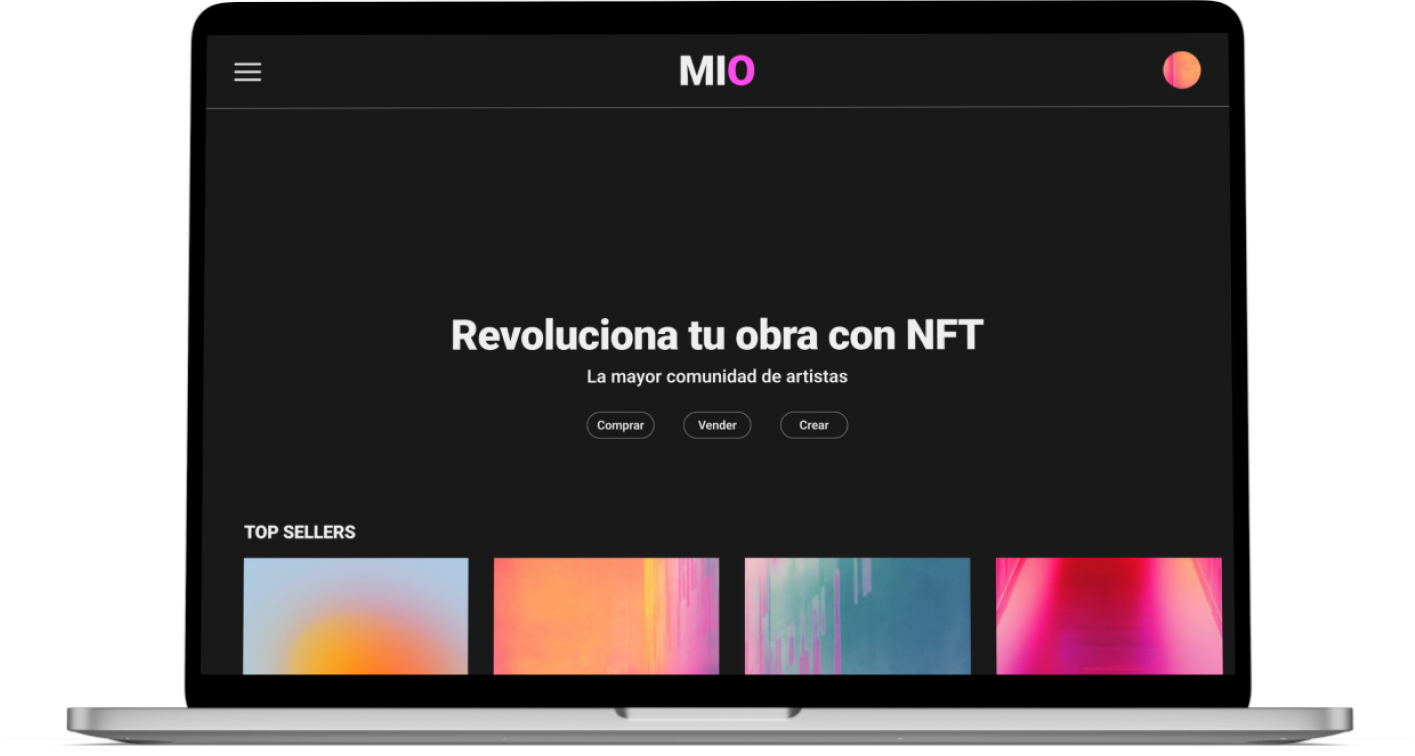 MIO
Revoluciona tu obra con NFT
La mayor comunidad de artistas
Comprar Vender Crear
TOP SELLERS